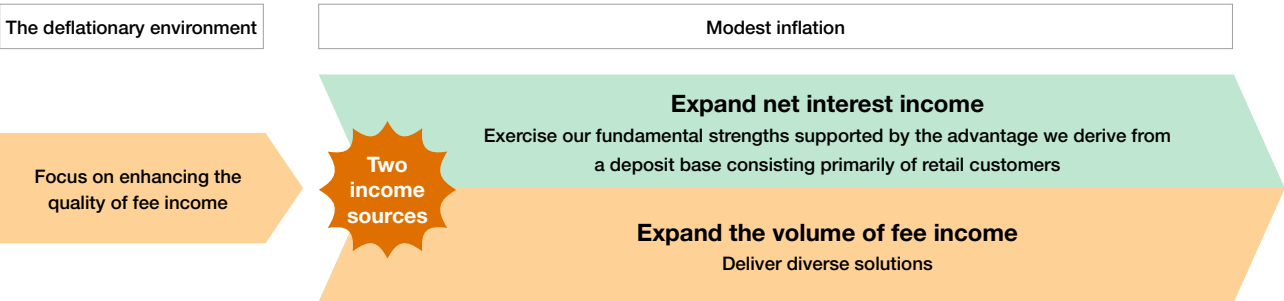 The deflationary environment
Modest inflation
Focus on enhancing the
quality of fee income
Two
income
sources
Expand net interest income
Exercise our fundamental strengths supported by the advantage we derive from
a deposit base consisting primarily of retail customers
Expand the volume of fee income
Deliver diverse solutions